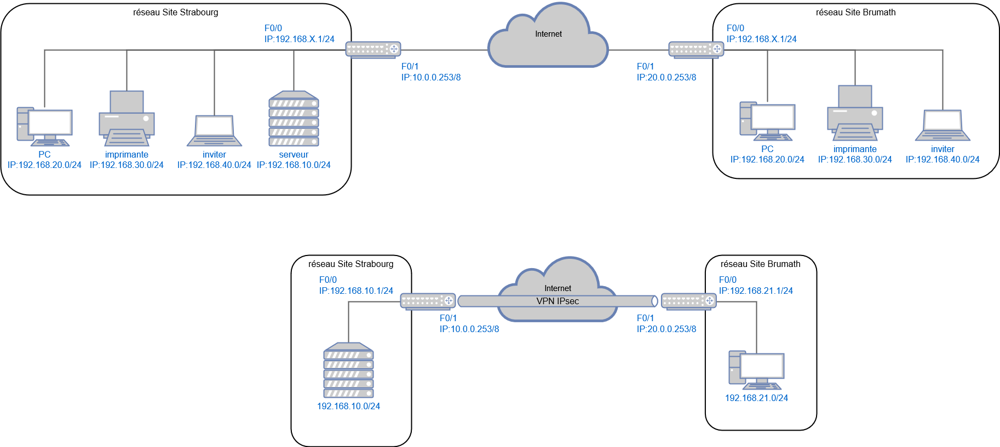 réseau Site Strabourg
F0/0
IP:192.168.X.1/24
F0/1
IP:10.0.0.253/8
PC
IP:192.168.20.0/24
imprimante
IP:192.168.30.0/24
inviter
IP:192.168.40.0/24
serveur
IP:192.168.10.0/24
Internet
réseau Site Brumath
F0/0
IP:192.168.X.1/24
F0/1
IP:20.0.0.253/8
PC
IP:192.168.20.0/24
imprimante
IP:192.168.30.0/24
inviter
IP:192.168.40.0/24
réseau Site Strabourg
F0/0
IP:192.168.10.1/24
F0/1
IP:10.0.0.253/8
192.168.10.0/24
Internet
VPN IPsec
réseau Site Brumath
F0/0
IP:192.168.21.1/24
F0/1
IP:20.0.0.253/8
192.168.21.0/24